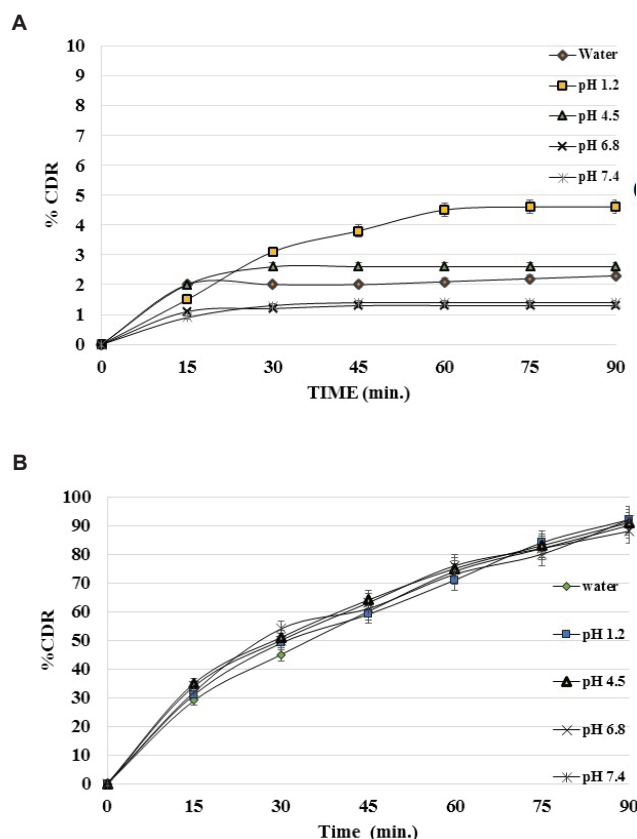 A
10
9
8
7
6
5
4
3
2
1
0
% CDR
Water
pH 1.2
pH 4.5
pH 6.8
pH 7.4
0 15 30 45 60 75 90
TIME (min.)
B
100
90
80
70
60
50
40
30
20
10
0
%CDR
water
pH 1.2
pH 4.5
pH 6.8
pH 7.4
0 15 30 45 60 75 90
Time (min.)